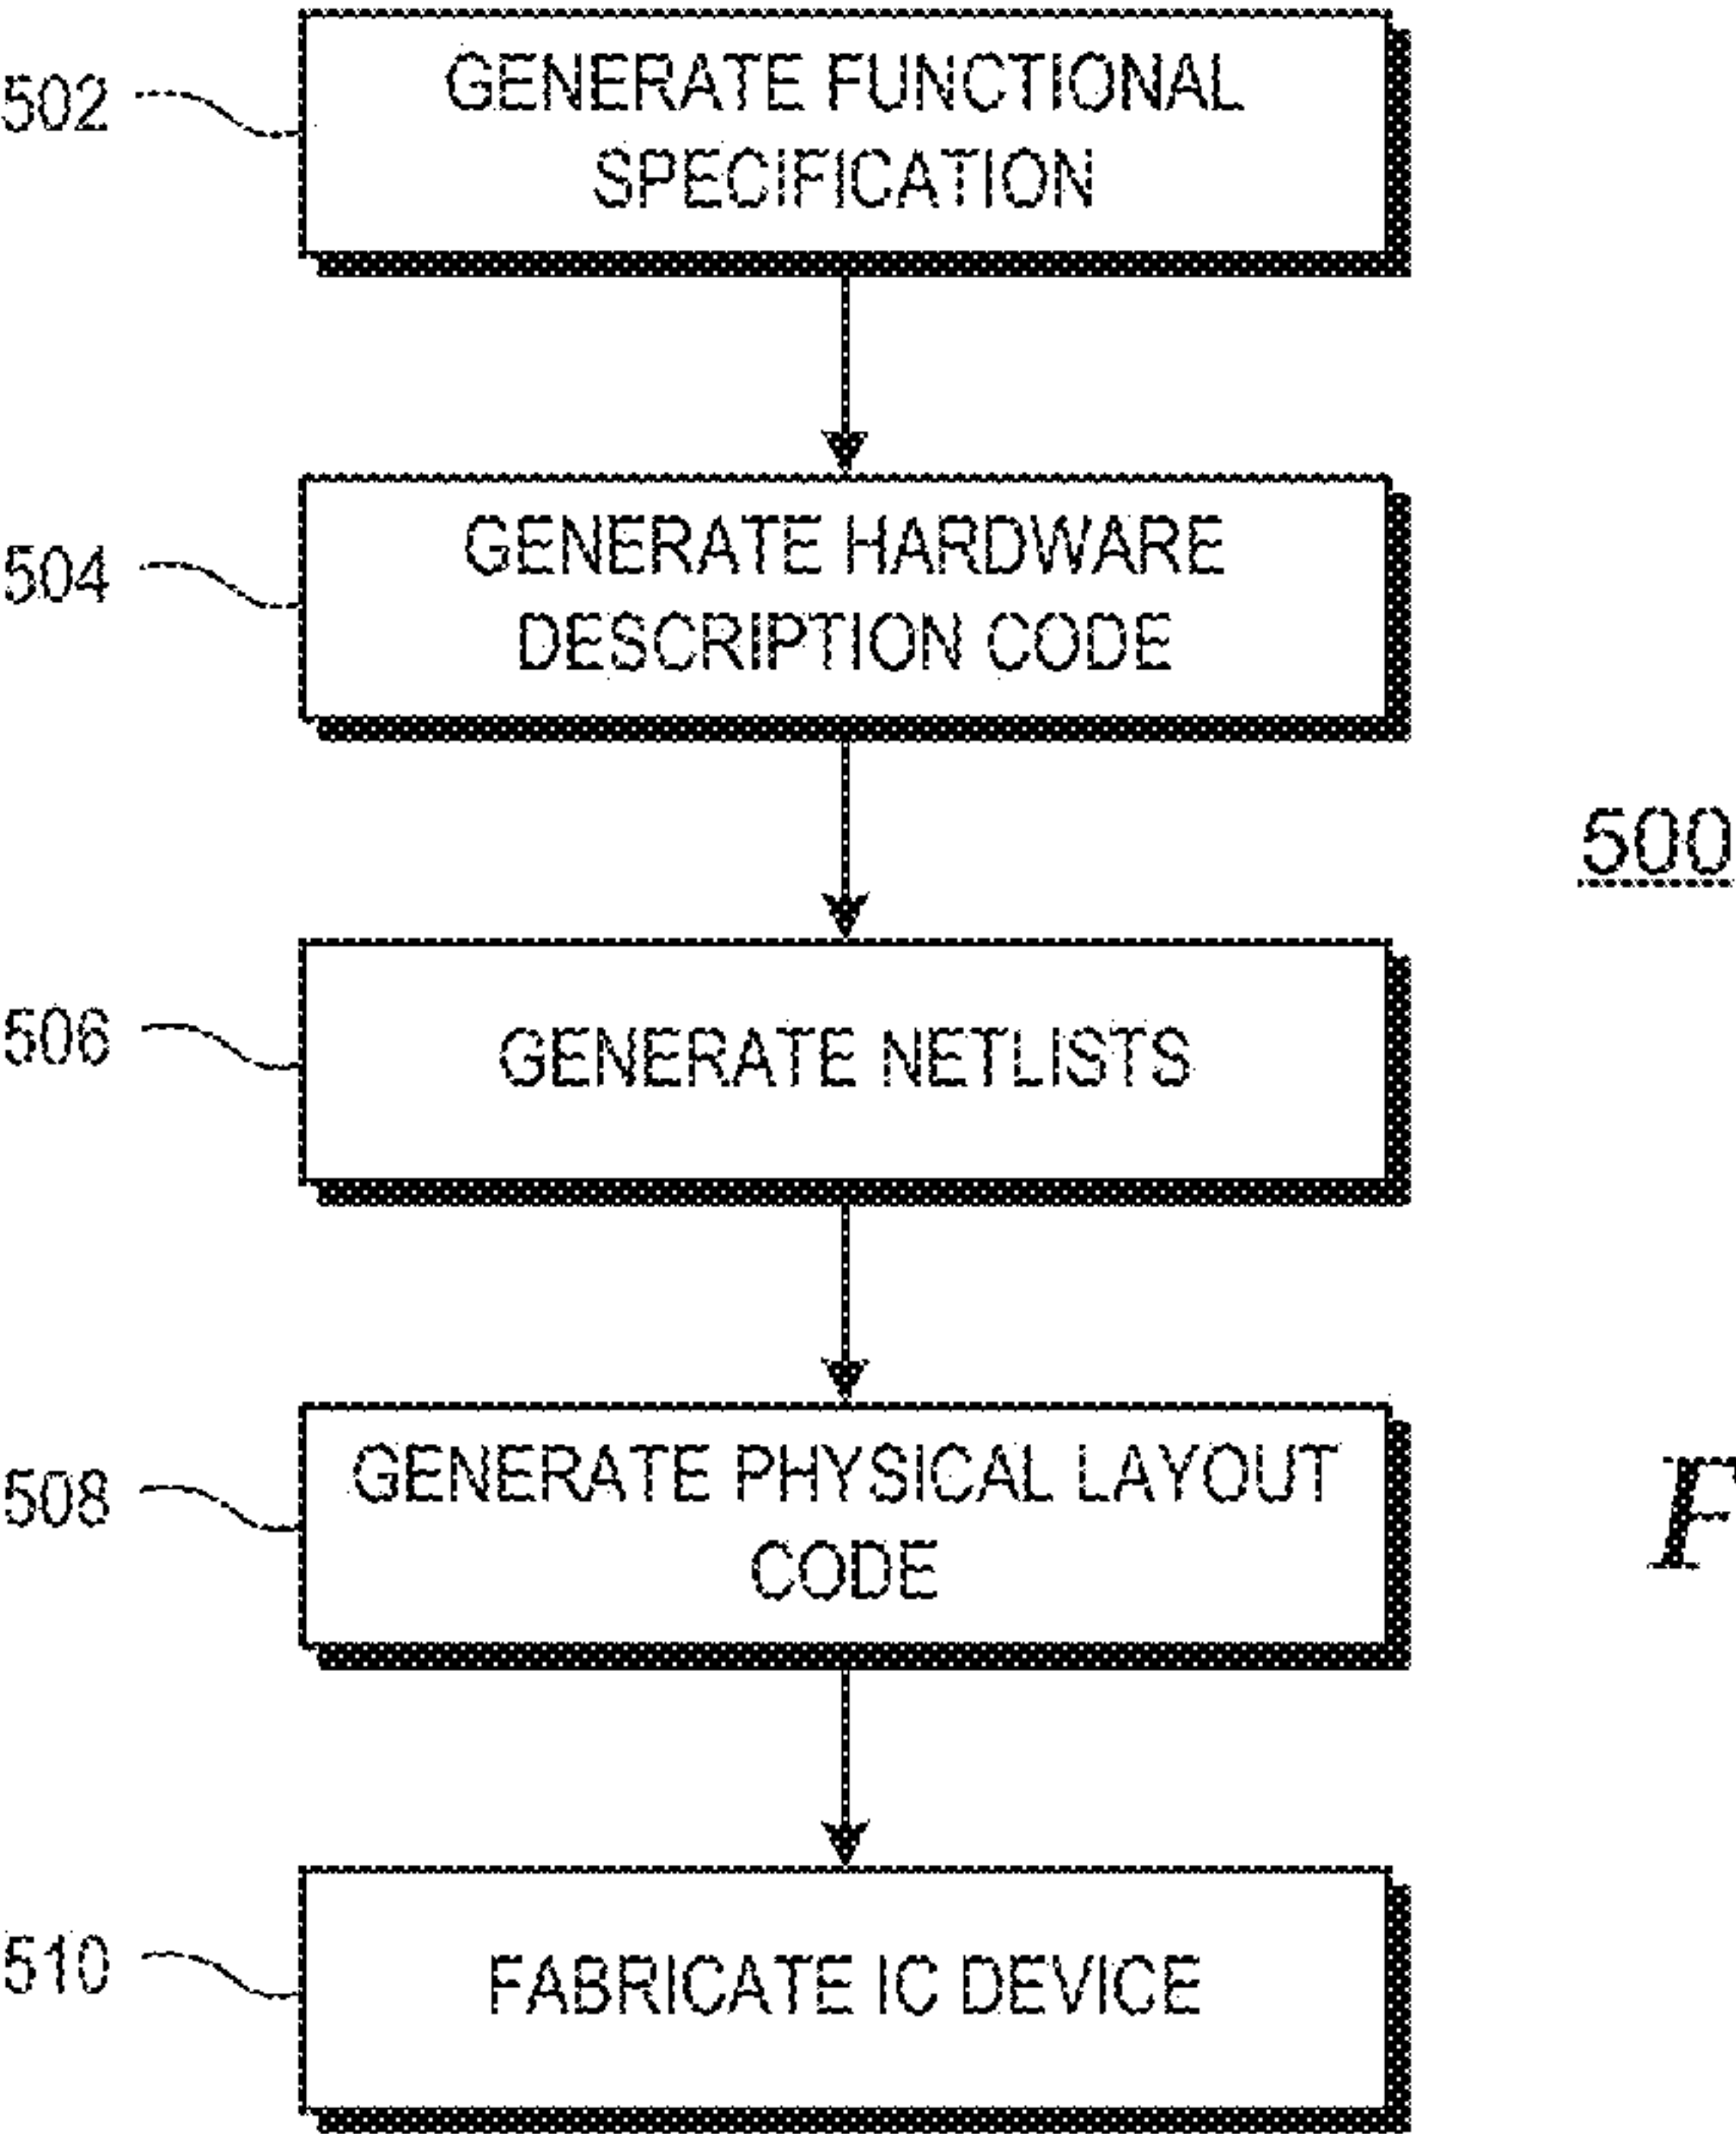 502
GENERATE FUNCTIONAL
SPECIFICATION
504
GENERATE HARDWARE
DESCRIPTION CODE
500
506
GENERATE NETLISTS
508
GENERATE PHYSICAL LAYOUT
CODE
F
510
FABRICATE IC DEVICE